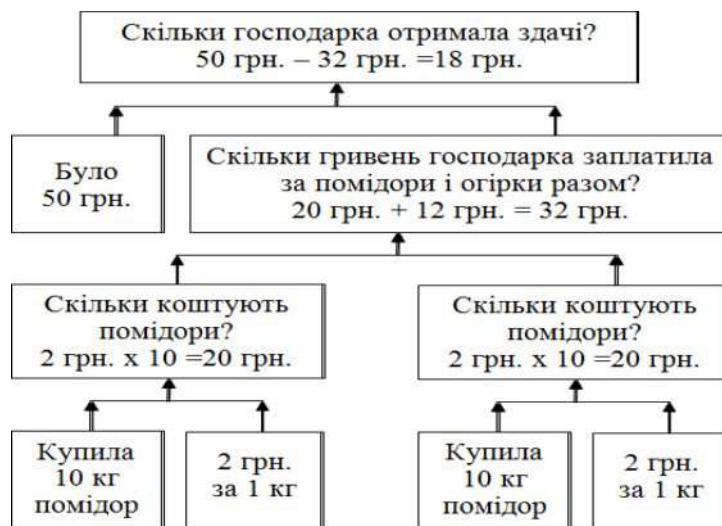 Скільки господарка отримала здачі?
50 грн. – 32 грн. =18 грн.
Було
50 грн.
Скільки гривень господарка заплатила
за помідори і огірки разом?
20 грн. + 12 грн. = 32 грн.
Скільки коштують
помідори?
2 грн. х 10 =20 грн.
Скільки коштують
помідори?
2 грн. х 10 =20 грн.
Купила
10 кг
помідор
2 грн.
за 1 кг
Купила
10 кг
помідор
2 грн.
за 1 кг